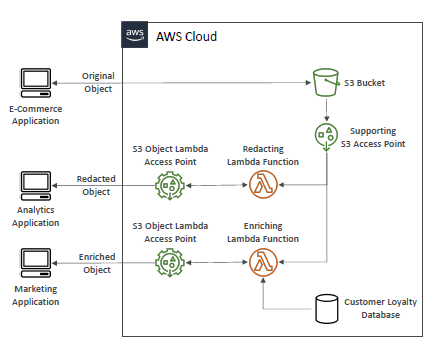 aws
AWS Cloud
Original
Object
E-Commerce
Application
S3 Bucket
Supporting
S3 Access Point
S3 Object Lambda
Access Point
Redacting
Lambda Function
Redacted
Object
Analytics
Application
S3 Object Lambda
Access Point
Enriching
Lambda Function
Enriched
Object
Marketing
Application
Customer Loyalty
Database